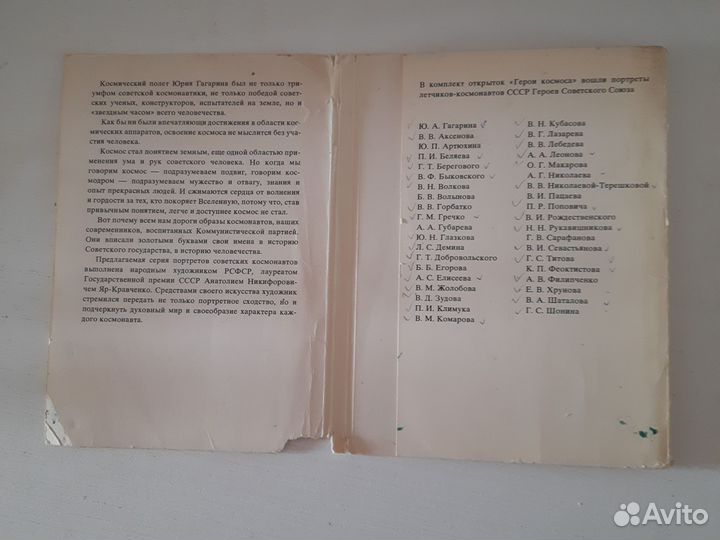 Космический полет Юрия Гагарина был не только три-
умфом советской космонавтики, не только победой совет-
ских ученых, конструкторов, испытателей на земле, но и
«звездным часом» всего человечества.
Как бы ни были впечатляющи достижения в области кос-
мических аппаратов, освоение космоса не мыслится без уча-
стия человека.
Космос стал понятием земным, еще одной областью
применения ума и рук советского человека. Но когда мы
говорим космос — подразумеваем подвиг, говорим кос-
модром — подразумеваем мужество и отвагу, знания и
опыт прекрасных людей. И сжимаются сердца от волнения
и гордости за тех, кто покоряет Вселенную, потому что, став
привычным понятием, легче и доступнее космос не стал.
Вот почему всем нам дороги образы космонавтов, наших
современников, воспитанных Коммунистической партией.
Они вписали золотыми буквами свои имена в историю
Советского государства, в историю человечества.
Предлагаемая серия портретов советских космонавтов
выполнена народным художником РСФСР, лауреатом
Государственной премии СССР Анатолием Никифорови-
чем Яр-Кравченко. Средствами своего искусства художник
стремился передать не только портретное сходство, но и
подчеркнуть духовный мир и своеобразие характера каж-
дого космонавта.
В комплект открыток «Герои космоса» вошли портреты
летчиков-космонавтов СССР Героев Советского Союза
Ю. А. Гагарина
В. В. Аксенова
Ю. П. Артюхина
П. И. Беляева
Г. Т. Берегового
В. Ф. Быковского
В. Н. Волкова
Б. В. Волынова
В. В. Горбатко
Г. М. Гречко
А. А. Губарева
Ю. Н. Глазкова
Л. С. Демина
Г. Т. Добровольского
Б. Б. Егорова
А. С. Елисеева
В. М. Жолобова
В. Д. Зудова
П. И. Климука
В. М. Комарова
В. Н. Кубасова
В. Г. Лазарева
В. В. Лебедева
А. А. Леонова
О. Г. Макарова
А. Г. Николаева
В. В. Николаевой-Терешковой
В. И. Пацаева
П. Р. Поповича
В. И. Рождественского
Н. Н. Рукавишникова
Г. В. Сарафанова
В. И. Севастьянова
Г. С. Титова
К. П. Феоктистова
А. В. Филипченко
Е. В. Хрунова
В. А. Шаталова
Г. С. Шонина
Avito